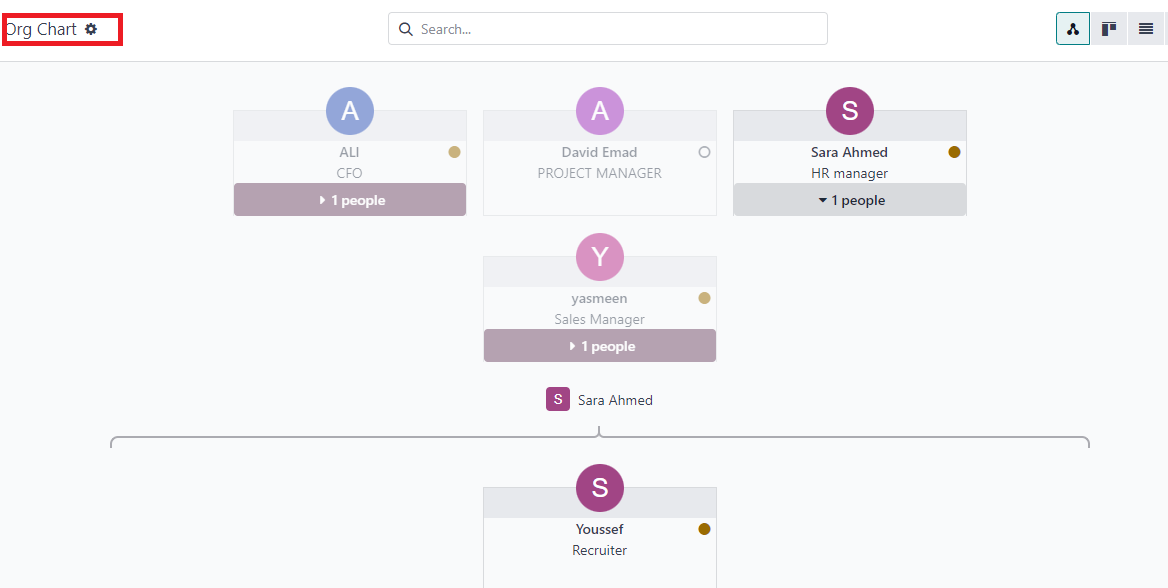 Org Chart
Search...
A
A
S
ALI
David Emad
Sara Ahmed
CFO
PROJECT MANAGER
HR manager
1 people
1 people
Y
yasmeen
Sales Manager
1 people
S Sara Ahmed
S
Youssef
Recruiter